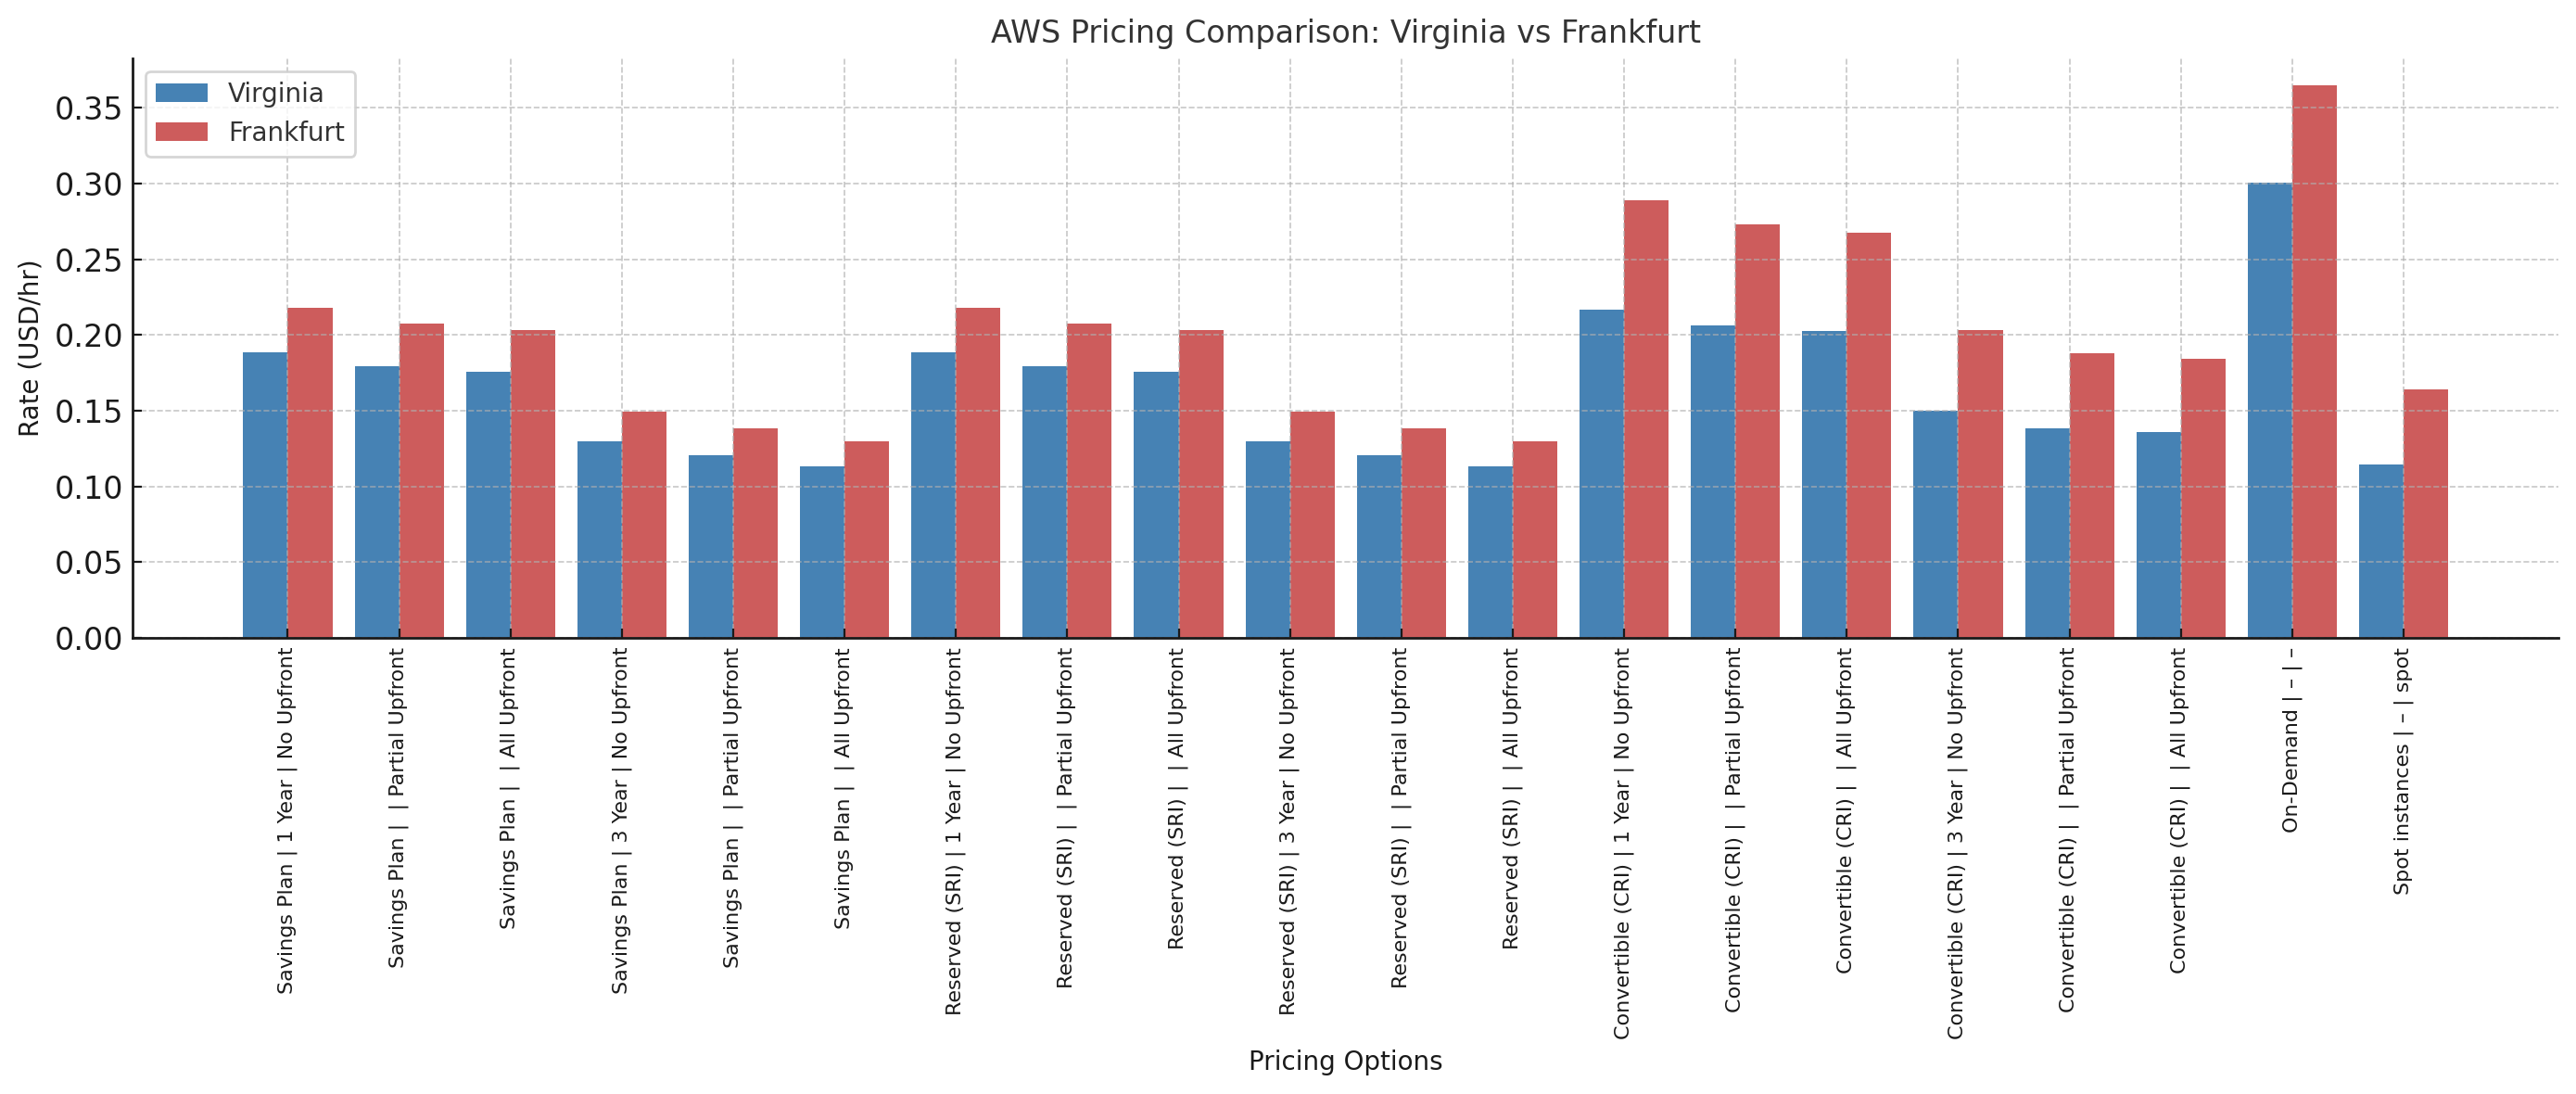 AWS Pricing Comparison: Virginia vs Frankfurt
Virginia
Frankfurt
Rate (USD/hr)
0.35
0.30
0.25
0.20
0.15
0.10
0.05
0.00
Savings Plan | 1 Year | No Upfront
Savings Plan |  | Partial Upfront
Savings Plan |  | All Upfront
Savings Plan | 3 Year | No Upfront
Savings Plan |  | Partial Upfront
Savings Plan |  | All Upfront
Reserved (SRI) | 1 Year | No Upfront
Reserved (SRI) |  | Partial Upfront
Reserved (SRI) |  | All Upfront
Reserved (SRI) | 3 Year | No Upfront
Reserved (SRI) |  | Partial Upfront
Reserved (SRI) |  | All Upfront
Convertible (CRI) | 1 Year | No Upfront
Convertible (CRI) |  | Partial Upfront
Convertible (CRI) |  | All Upfront
Convertible (CRI) | 3 Year | No Upfront
Convertible (CRI) |  | Partial Upfront
Convertible (CRI) |  | All Upfront
On-Demand | – | –
Spot instances | – | spot
Pricing Options